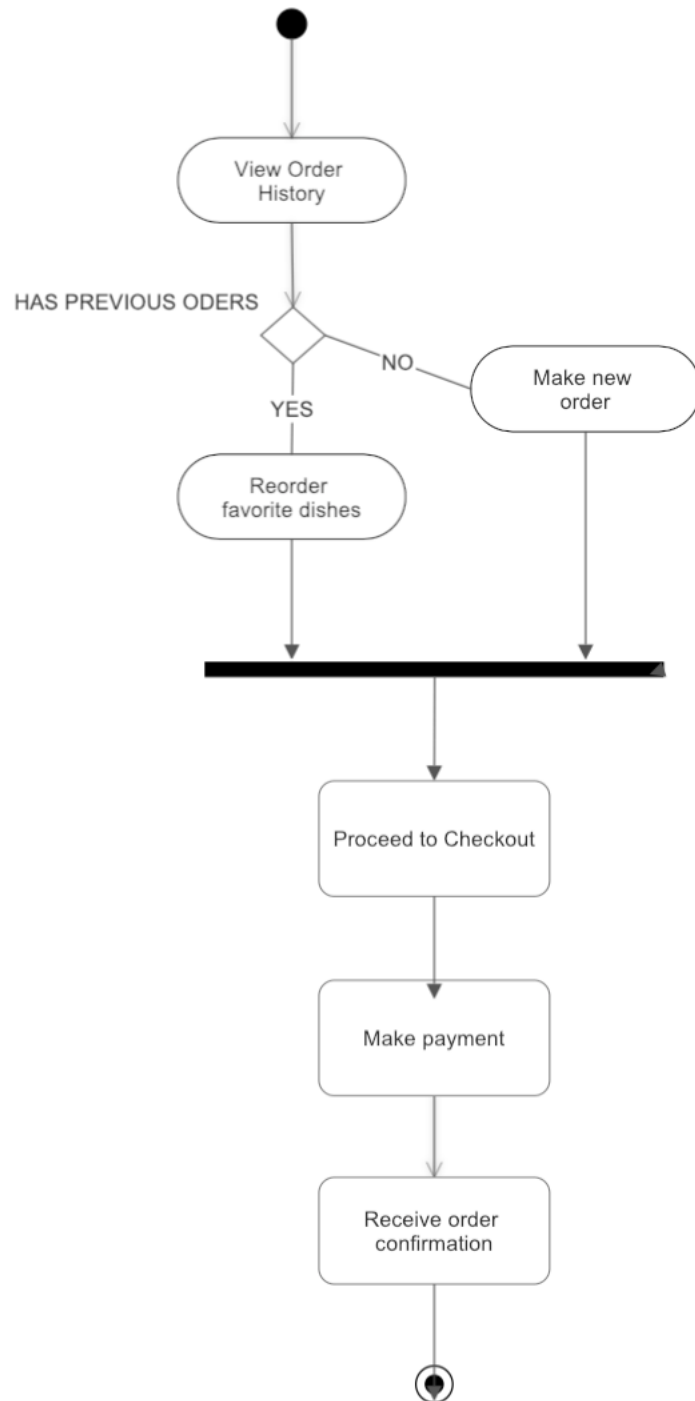 View Order
History
HAS PREVIOUS ODERS
NO
Make new
order
YES
Reorder
favorite dishes
Proceed to Checkout
Make payment
Receive order
confirmation